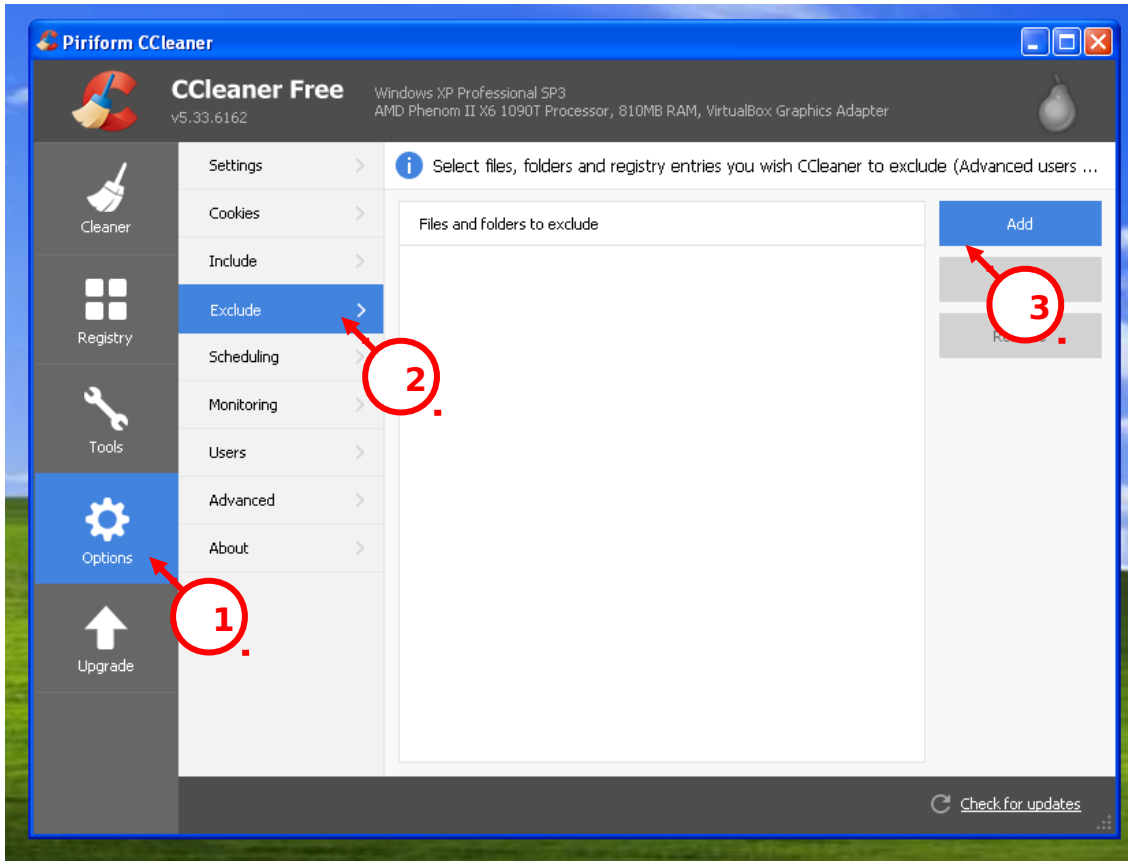 Piriform CCleaner
CCleaner Free
v5.33.6162
Windows XP Professional SP3
AMD Phenom II X6 1090T Processor, 810MB RAM, VirtualBox Graphics Adapter
Cleaner
Registry
Tools
Options
Upgrade
Settings
Cookies
Include
Exclude
Scheduling
Monitoring
Users
Advanced
About
Select files, folders and registry entries you wish CCleaner to exclude (Advanced users ...
Files and folders to exclude
Add
1.
2.
3.
Check for updates